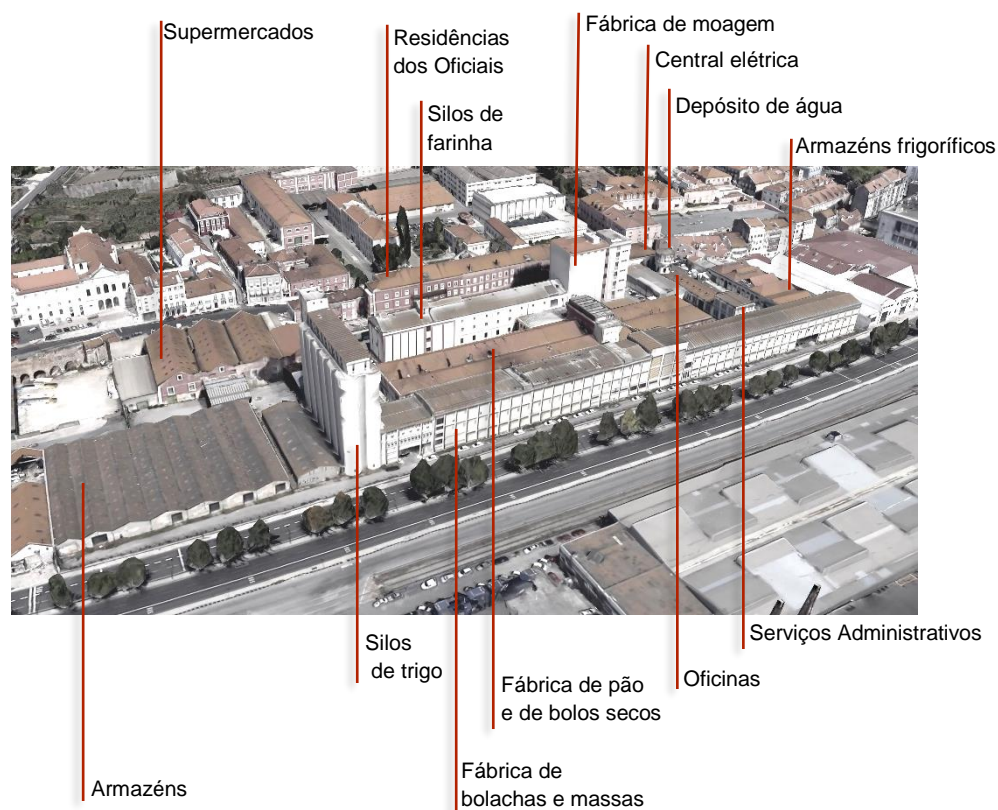 Supermercados
Residências
dos Oficiais
Fábrica de moagem
Central elétrica
Silos de
farinha
Depósito de água
Armazéns frigoríficos
Serviços Administrativos
Silos
de trigo
Oficinas
Fábrica de pão
e de bolos secos
Armazéns
Fábrica de
bolachas e massas